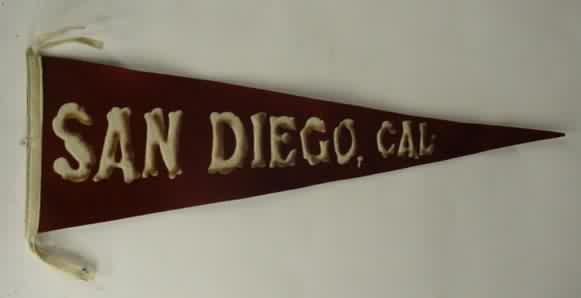 SAN DIEGO, CAL